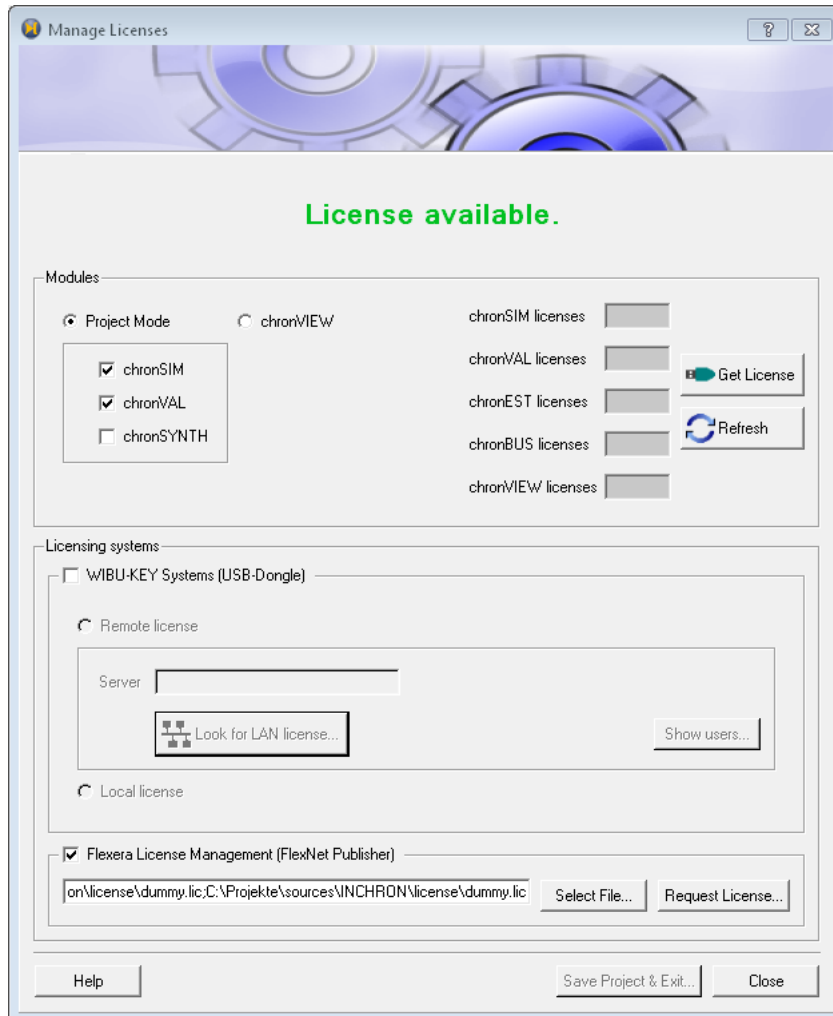 Manage Licenses
License available.
Modules
Project Mode
chronVIEW
chronSIM
chronVAL
chronSYNTH
chronSIM licenses
chronVAL licenses
chronEST licenses
chronBUS licenses
chronVIEW licenses
Get License
Refresh
Licensing systems
WIBU-KEY Systems (USB-Dongle)
Remote license
Server
Look for LAN license...
Show users...
Local license
Flexera License Management (FlexNet Publisher)
on\license\dummy.lic;C:\Projekte\sources\INCHRON\license\dummy.lic
Select File...
Request License...
Help
Save Project & Exit...
Close